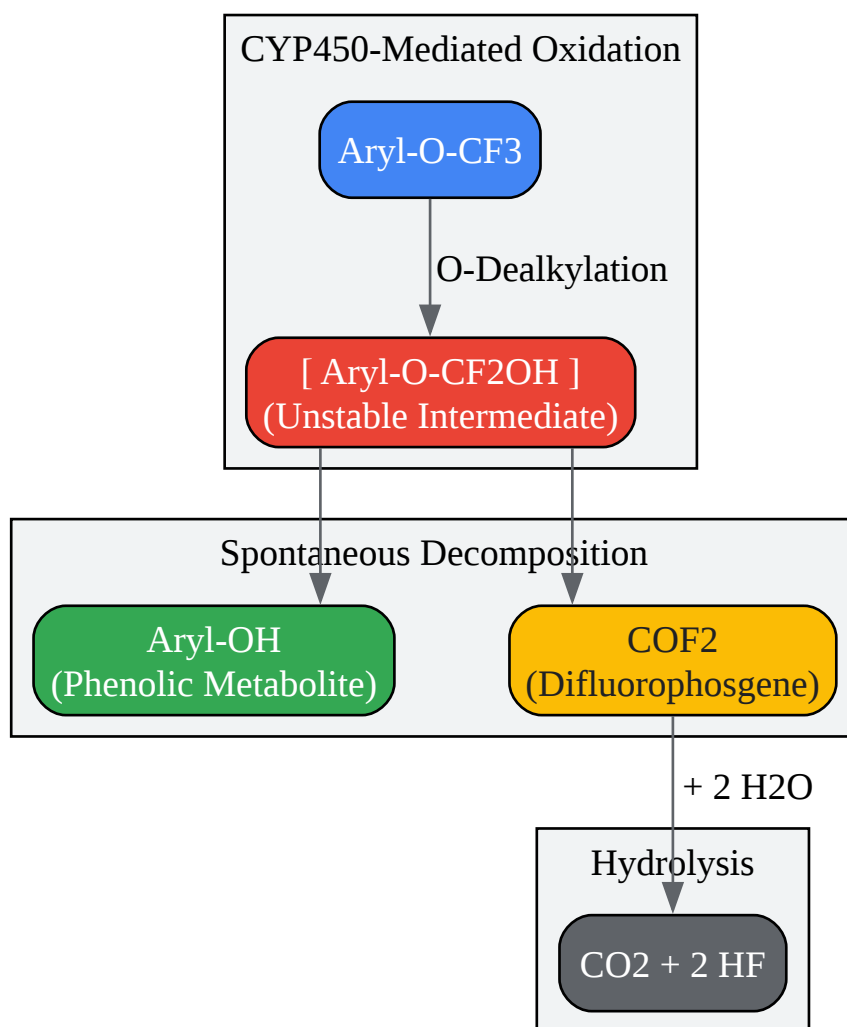 CYP450-Mediated Oxidation
Aryl-O-CF3
O-Dealkylation
[ Aryl-O-CF2OH ]
(Unstable Intermediate)
Spontaneous Decomposition
Aryl-OH
(Phenolic Metabolite)
COF2
(Difluorophosgene)
+ 2 H2O
Hydrolysis
CO2 + 2 HF